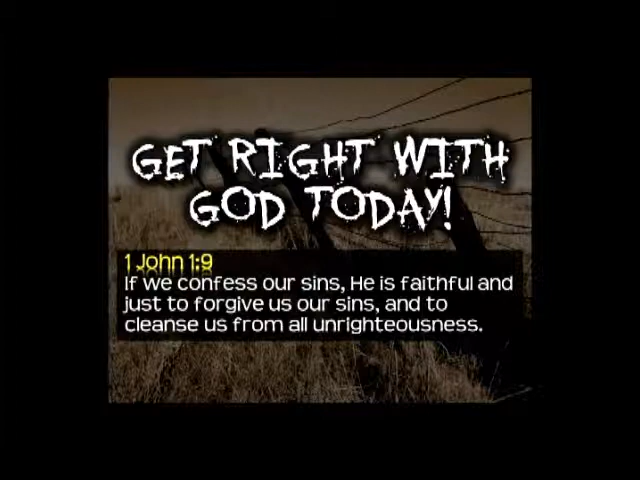 GET RIGHT WITH
GOD TODAY!
1 John 1:9
If we confess our sins, He is faithful and
just to forgive us our sins, and to
cleanse us from all unrighteousness.